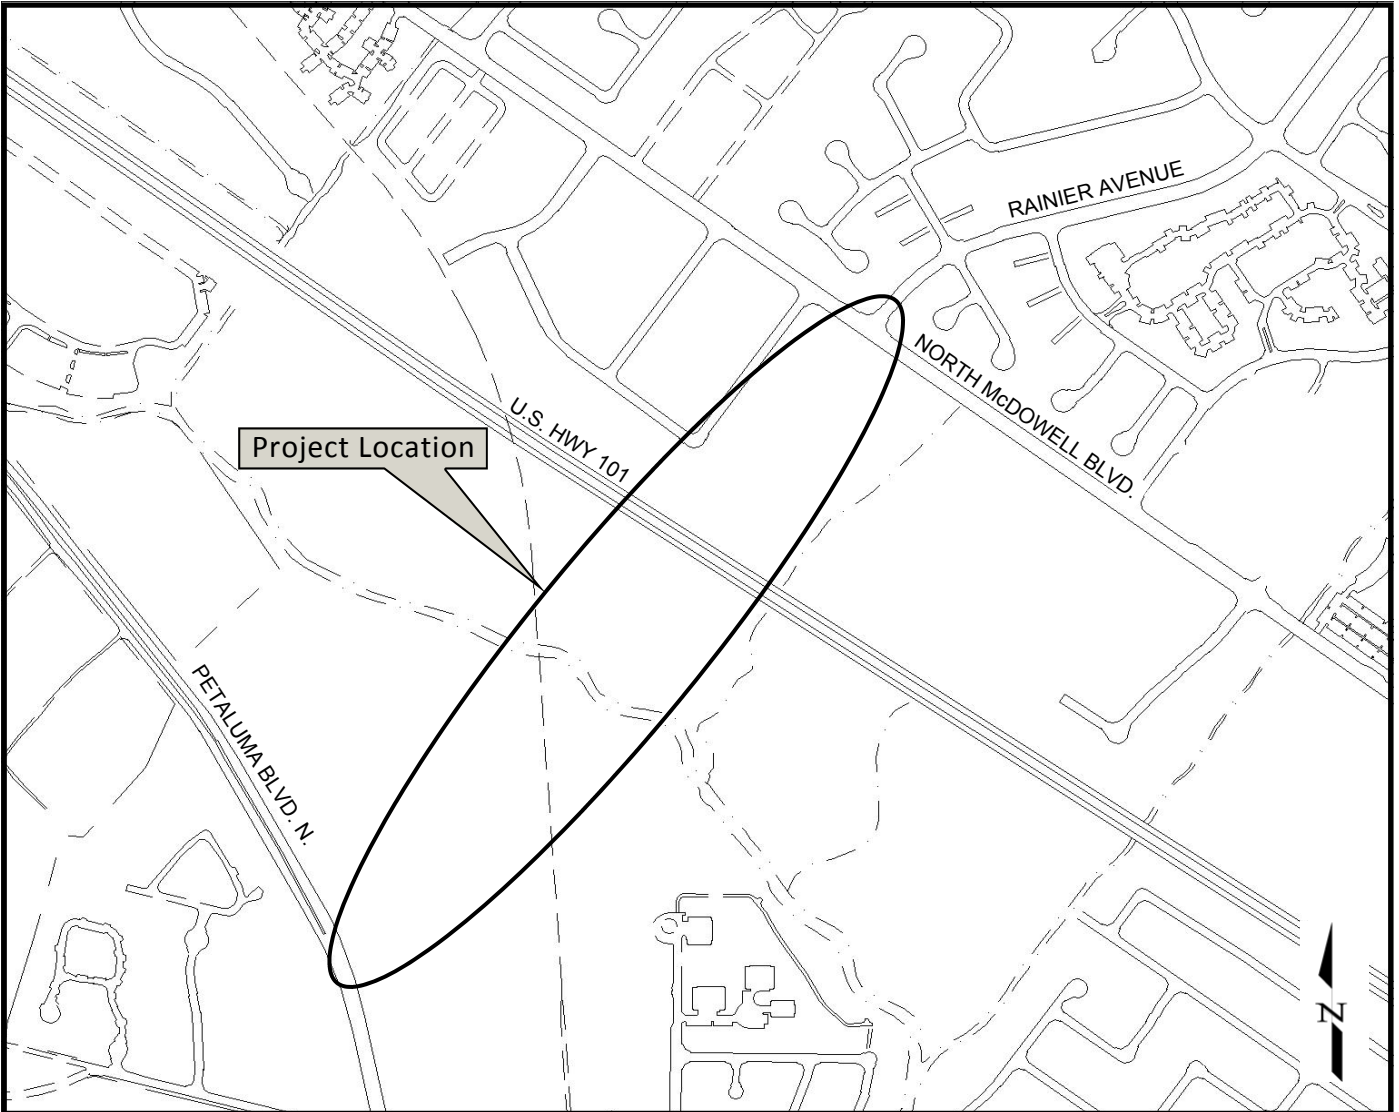 RAINIER AVENUE
NORTH McDOWELL BLVD.
U.S. HWY 101
Project Location
PETALUMA BLVD. N.
N